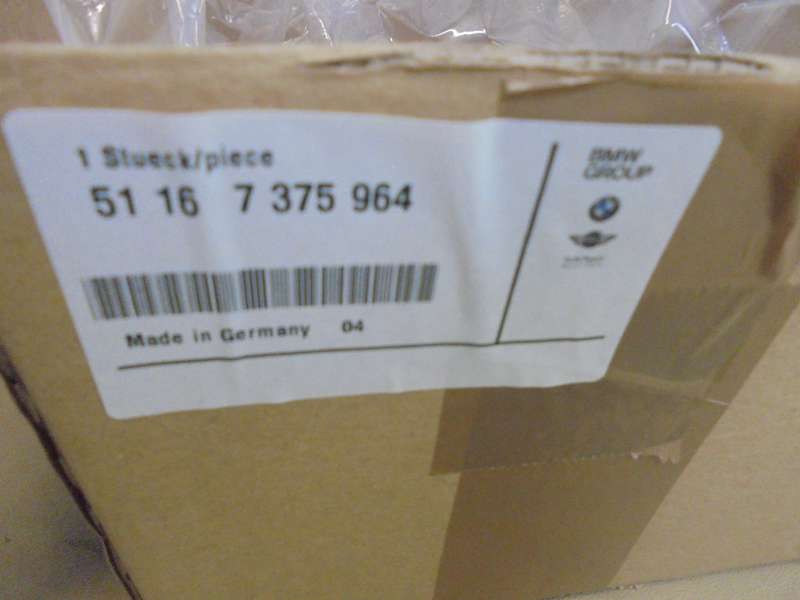 1 Stueck/piece
51 16 7 375 964
Made in Germany 04
BMW
GROUP